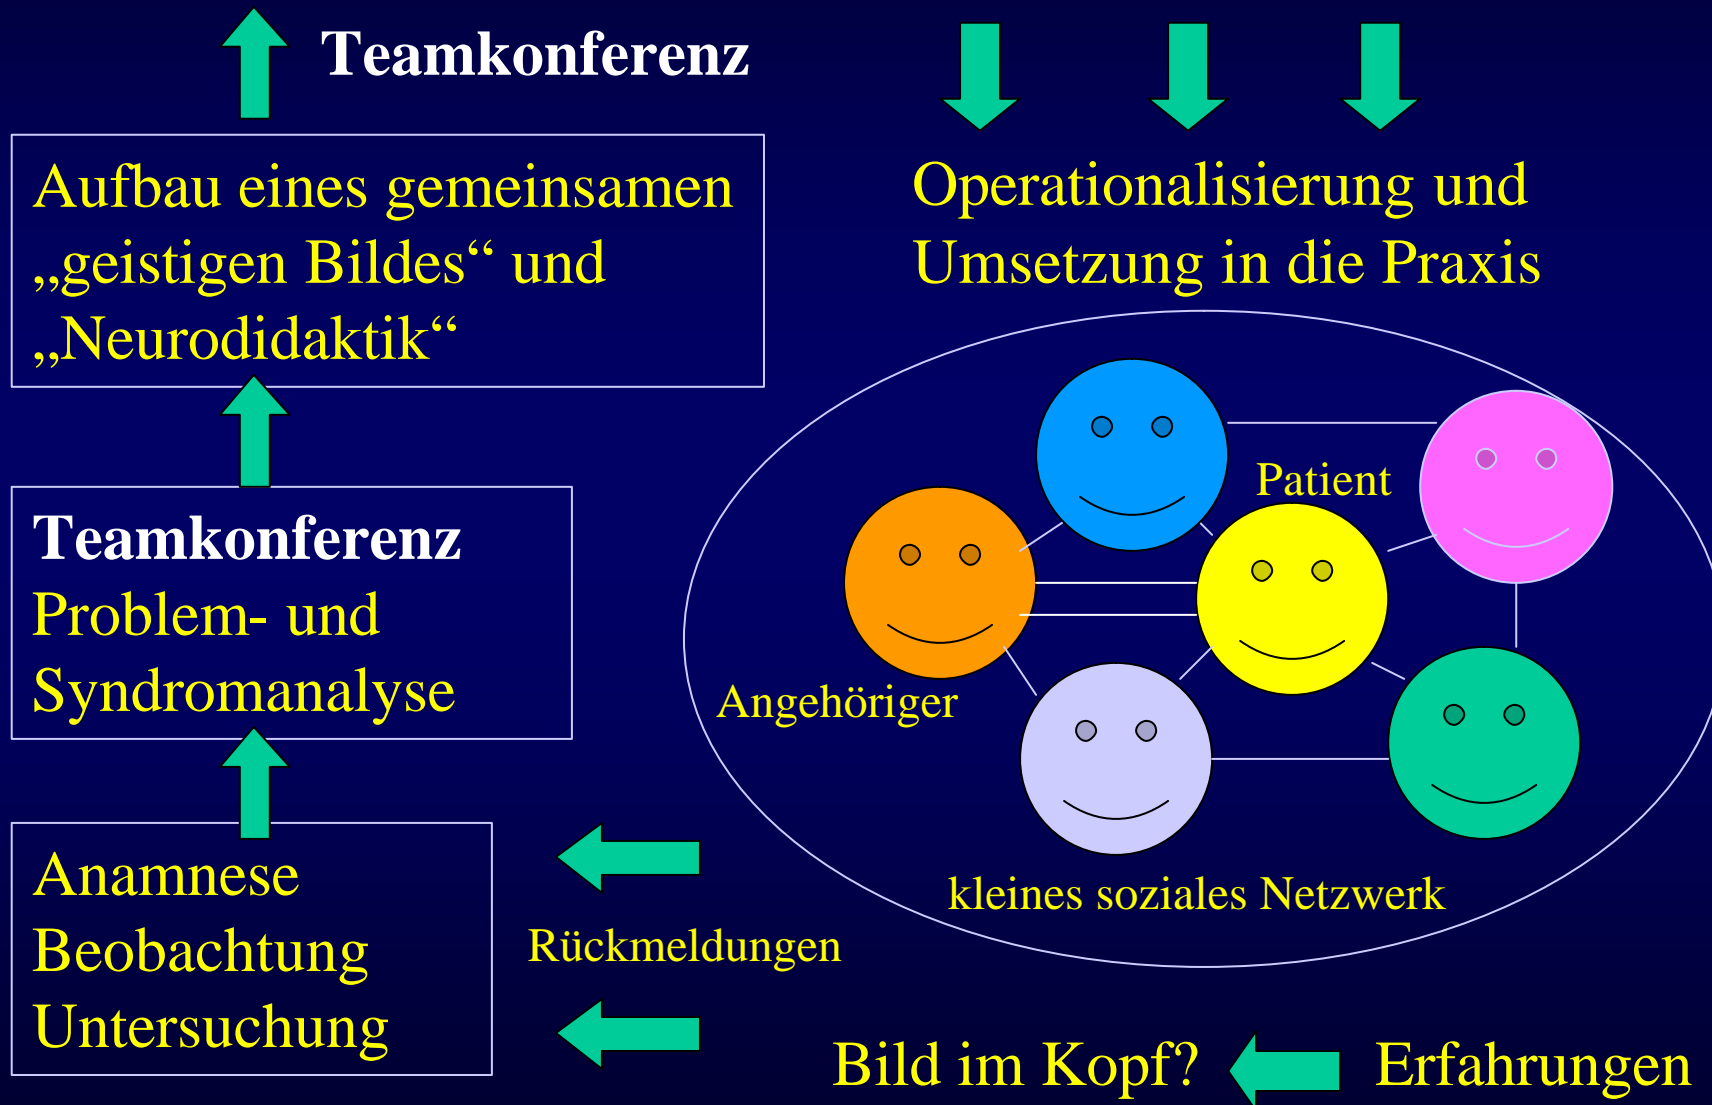 Teamkonferenz
Aufbau eines gemeinsamen
„geistigen Bildes“ und
„Neurodidaktik“
Teamkonferenz
Problem- und
Syndromanalyse
Anamnese
Beobachtung
Untersuchung
Operationalisierung und
Umsetzung in die Praxis
Patient
Angehöriger
kleines soziales Netzwerk
Rückmeldungen
Bild im Kopf?
Erfahrungen